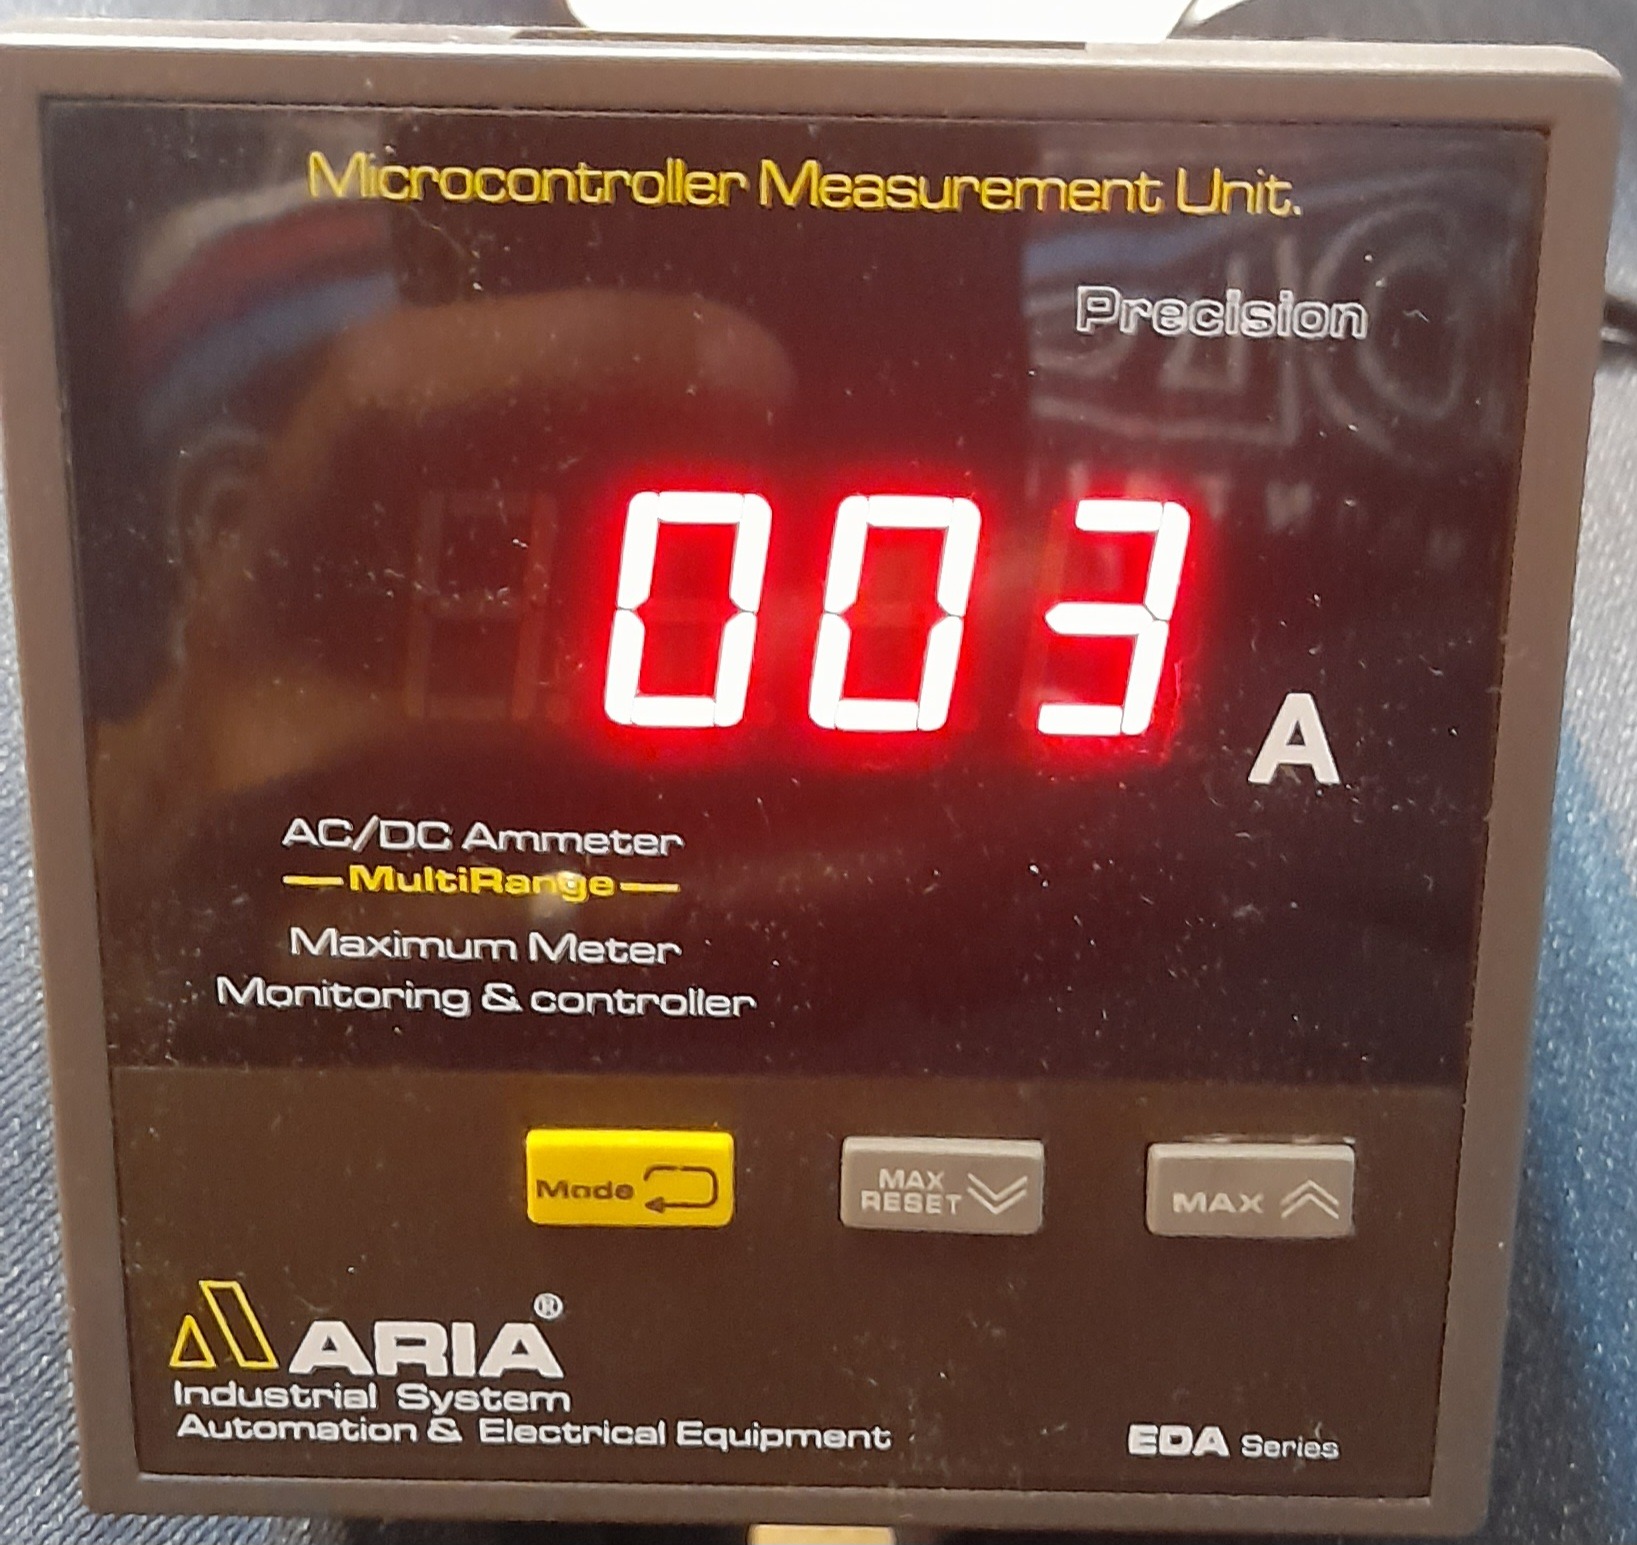 Microcontroller Measurement Unit.
Precision
003
A
AC/DC Ammeter
MultiRange
Maximum Meter
Monitoring & controller
Mode
MAX
RESET
MAX
ARIA®
Industrial System
Automation & Electrical Equipment
EDA Series